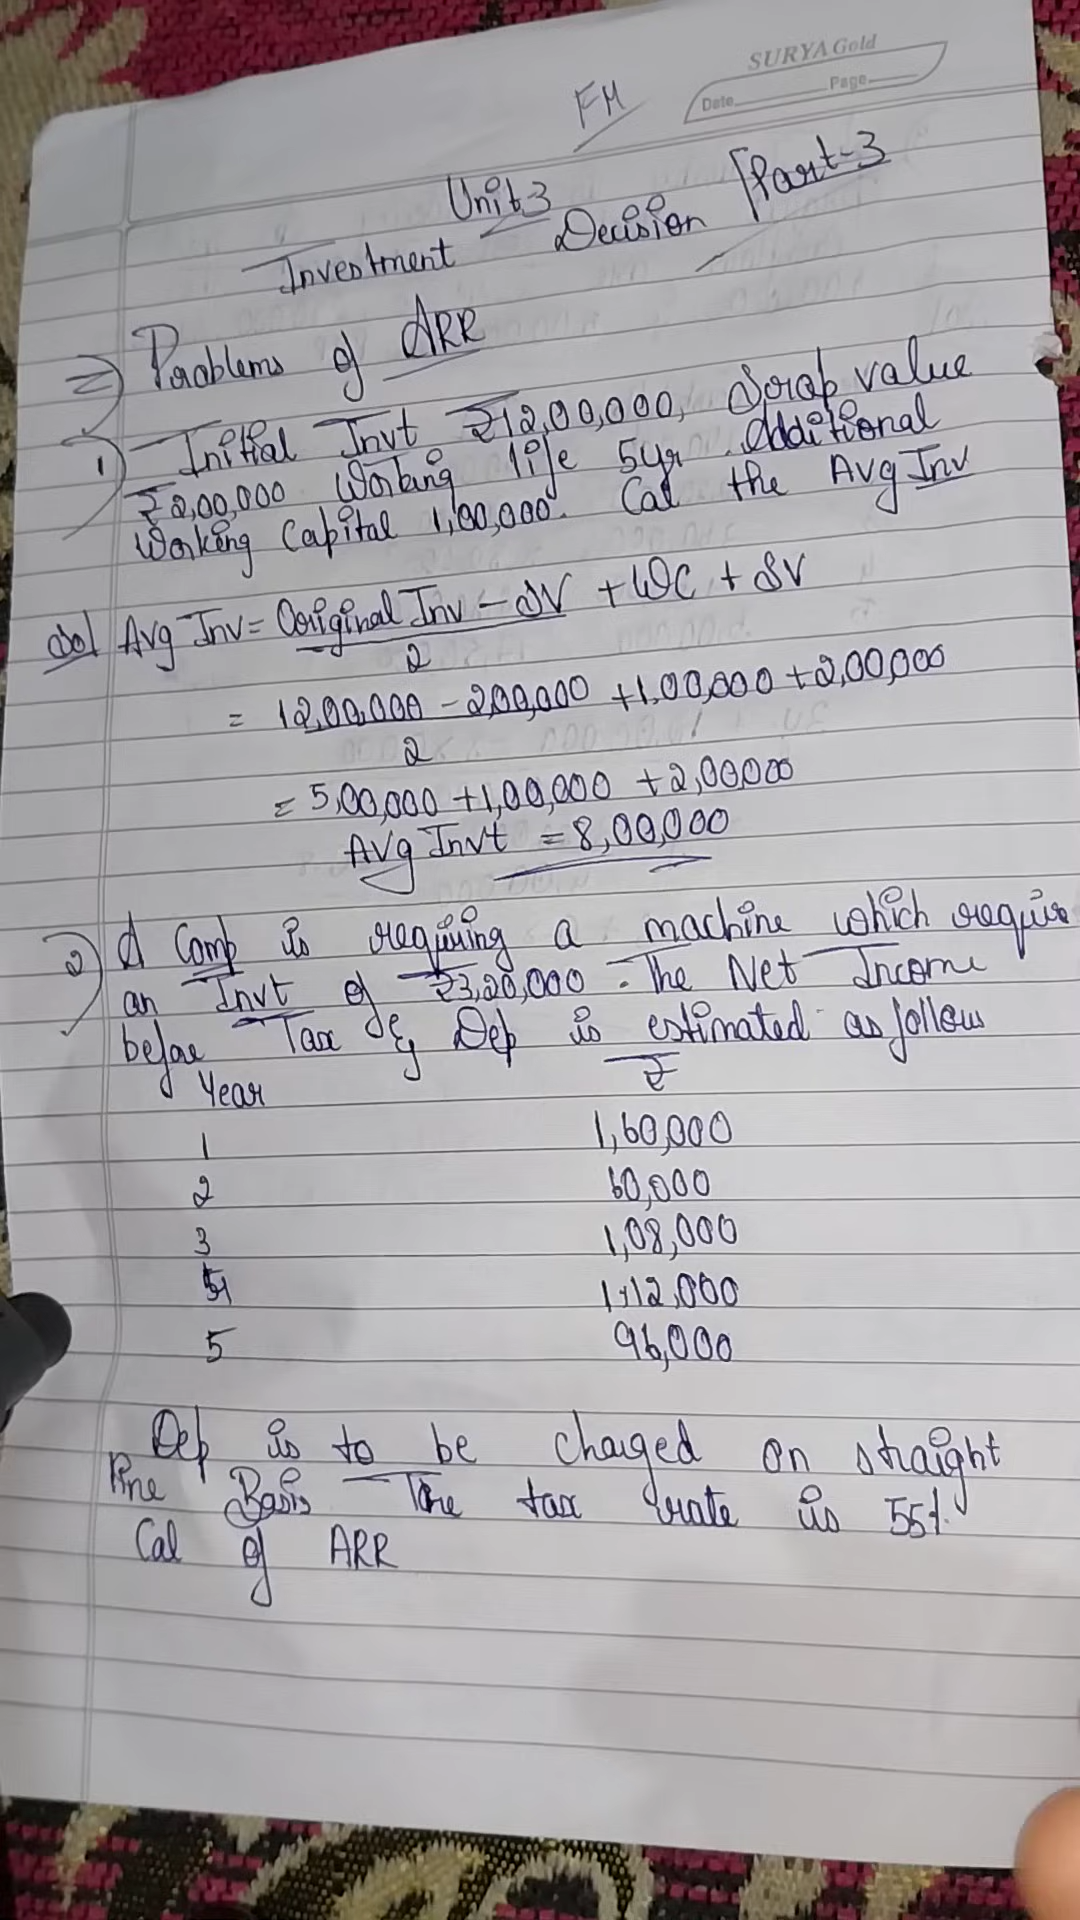 SURYA Gold
Date Page
FM
Unit 3
Investment Decision [Part-3
=> Problems of ARR
1) Initial Invt ₹12,00,000, Scrap value
₹2,00,000 Working life 5yr. Additional
Working Capital 1,00,000. Cal the Avg Inv
Sol Avg Inv = Original Inv - SV + WC + SV
2
= 12,00,000 - 2,00,000 + 1,00,000 + 2,00,000
2
= 5,00,000 + 1,00,000 + 2,00,000
Avg Invt = 8,00,000
2) A Comp is requiring a machine which require
an Invt of ₹3,20,000. The Net Income
before Tax & Dep is estimated as follow
Year ₹
1 1,60,000
2 60,000
3 1,08,000
4 1,12,000
5 96,000
Dep is to be charged on straight
line Basis The tax rate is 55%.
Cal of ARR